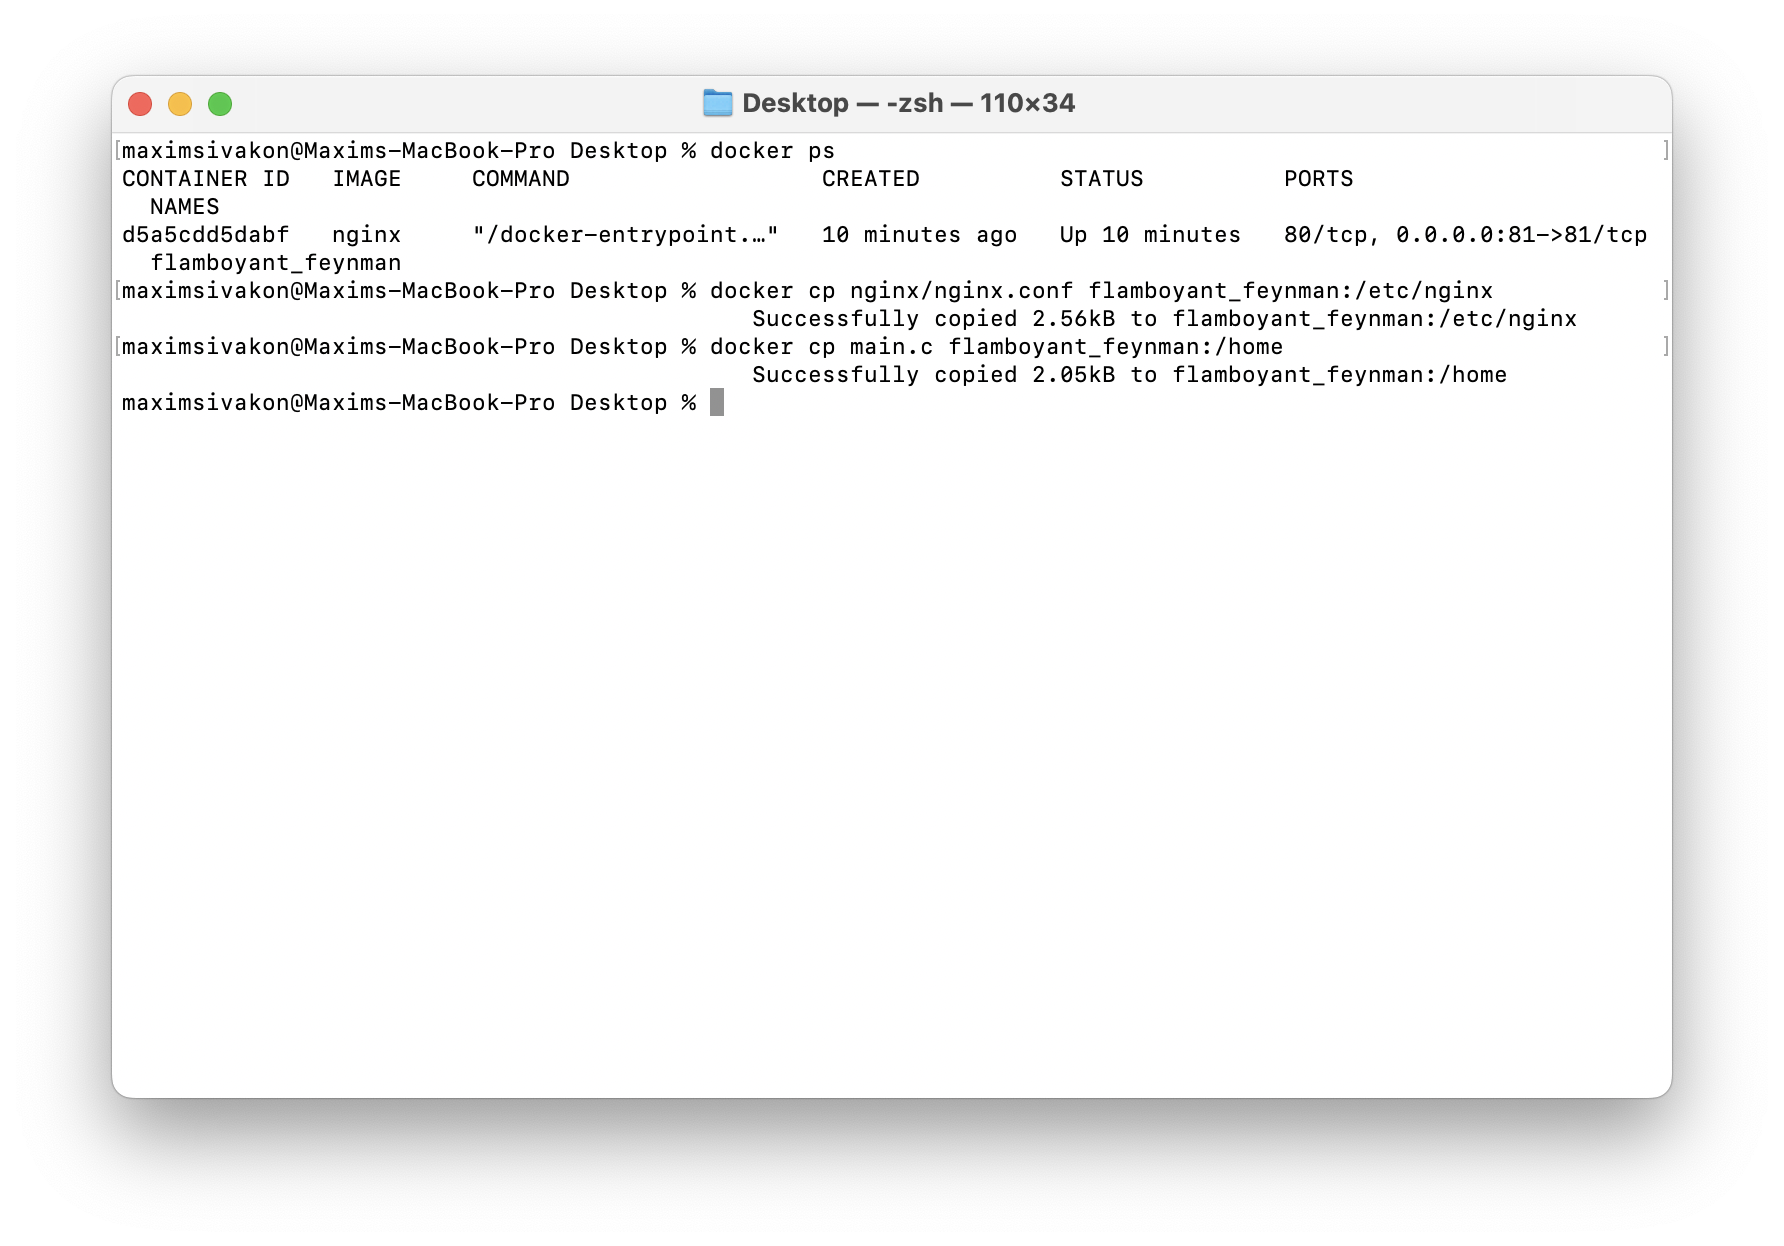 Desktop — -zsh — 110×34
[maximsivakon@Maxims-MacBook-Pro Desktop % docker ps ]
CONTAINER ID   IMAGE     COMMAND                  CREATED          STATUS          PORTS
  NAMES
d5a5cdd5dabf   nginx     "/docker-entrypoint.…"   10 minutes ago   Up 10 minutes   80/tcp, 0.0.0.0:81->81/tcp
  flamboyant_feynman
[maximsivakon@Maxims-MacBook-Pro Desktop % docker cp nginx/nginx.conf flamboyant_feynman:/etc/nginx ]
Successfully copied 2.56kB to flamboyant_feynman:/etc/nginx
[maximsivakon@Maxims-MacBook-Pro Desktop % docker cp main.c flamboyant_feynman:/home ]
Successfully copied 2.05kB to flamboyant_feynman:/home
maximsivakon@Maxims-MacBook-Pro Desktop %